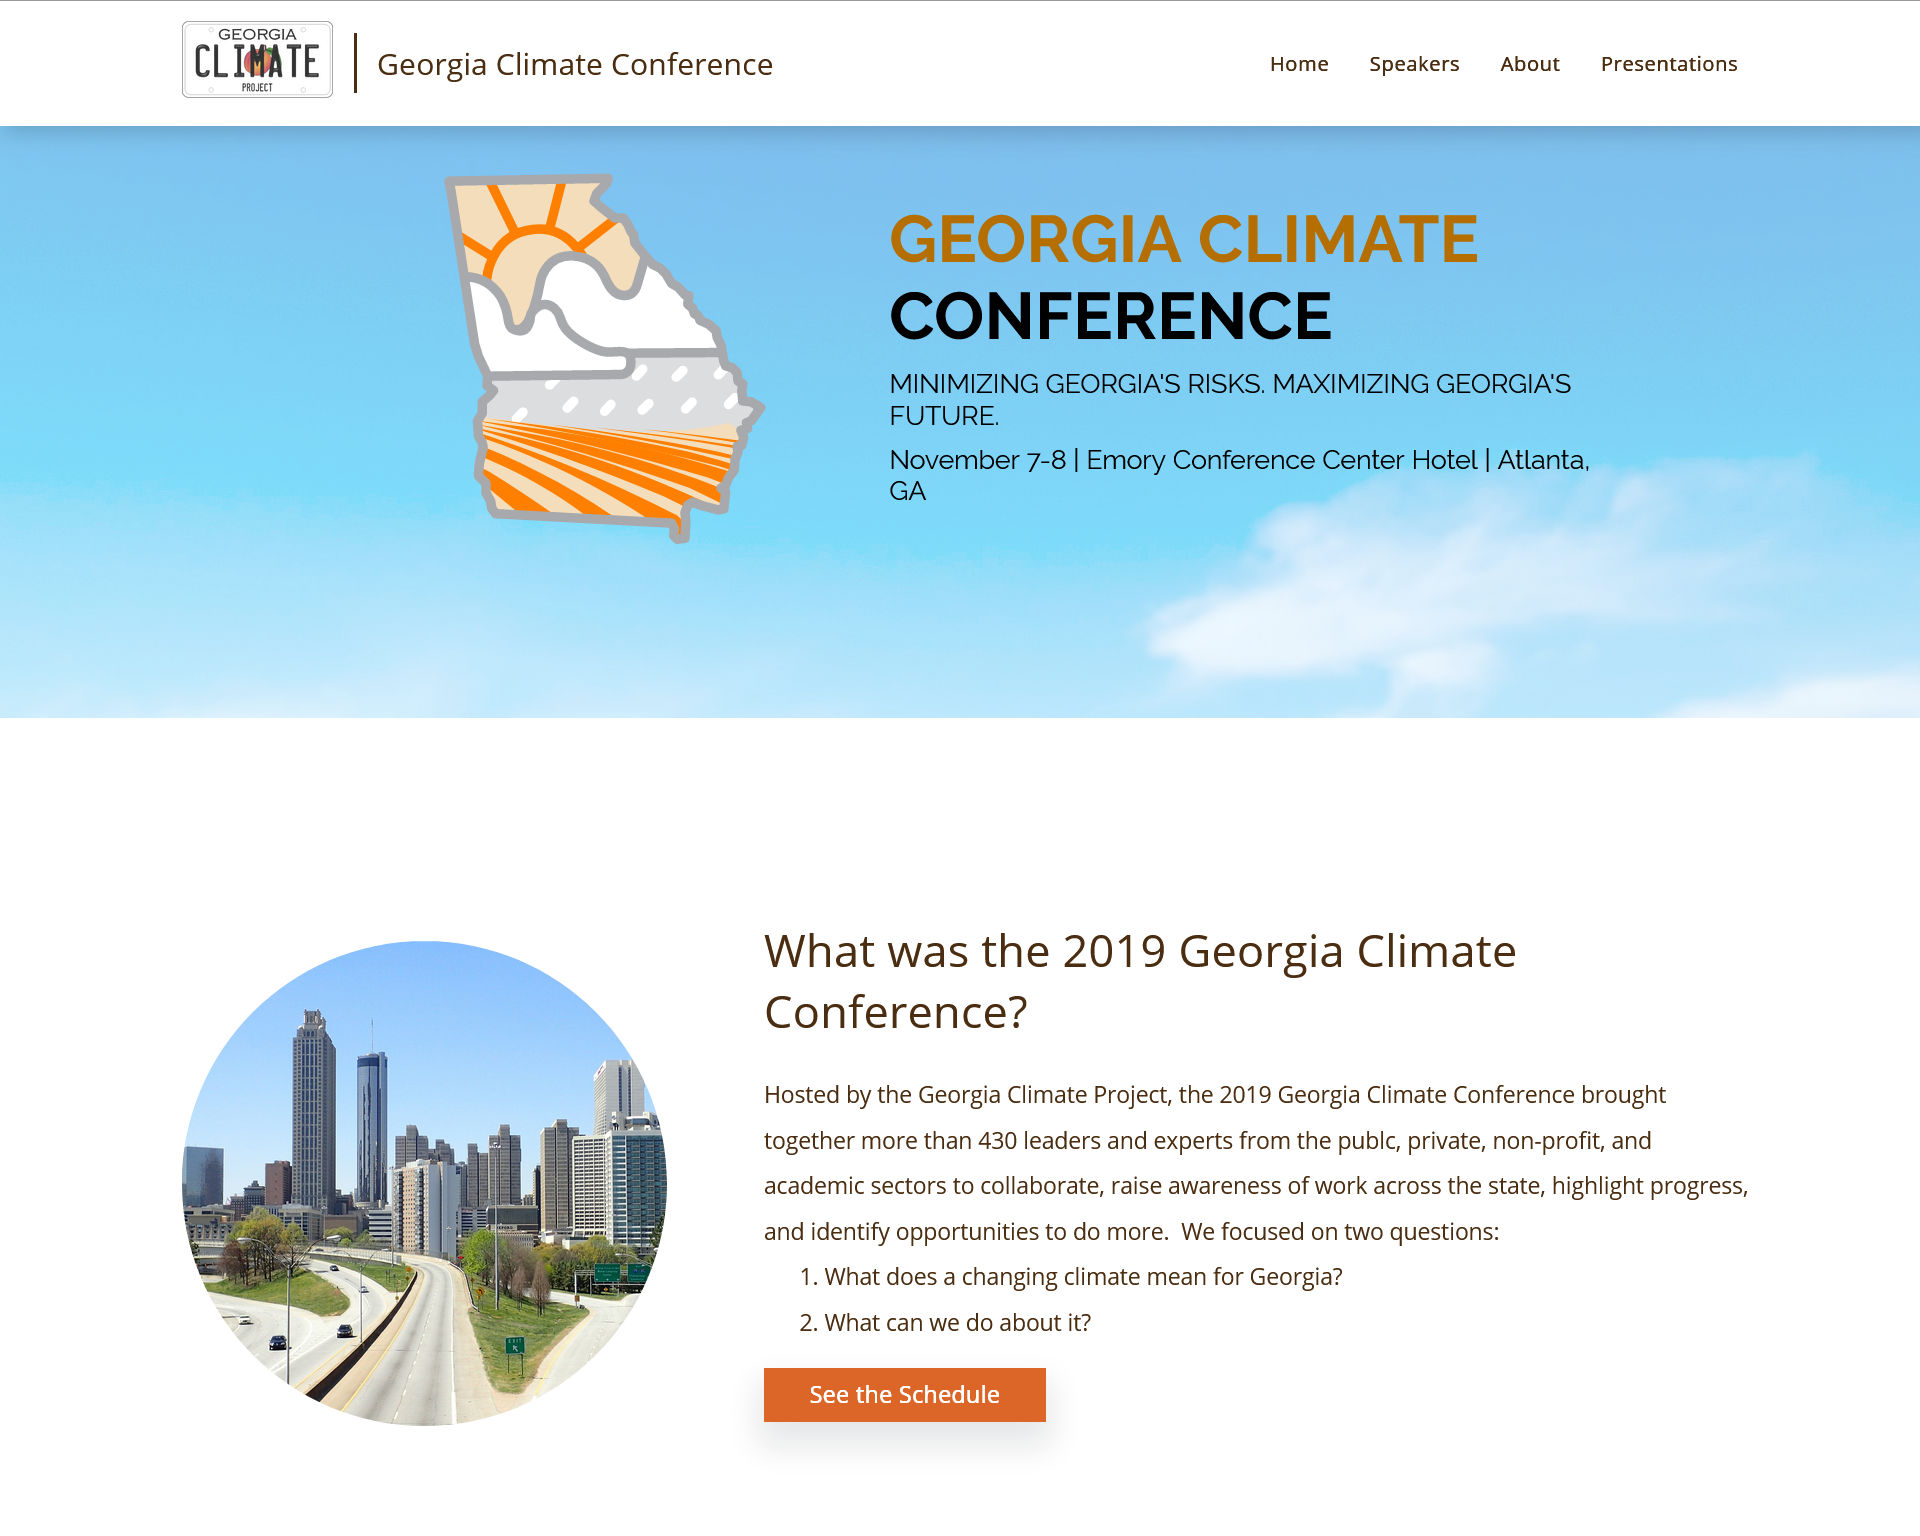 GEORGIA
CLIMATE
PROJECT
Georgia Climate Conference
Home
Speakers
About
Presentations
GEORGIA CLIMATE
CONFERENCE
MINIMIZING GEORGIA'S RISKS. MAXIMIZING GEORGIA'S
FUTURE.
November 7-8 | Emory Conference Center Hotel | Atlanta,
GA
What was the 2019 Georgia Climate
Conference?
Hosted by the Georgia Climate Project, the 2019 Georgia Climate Conference brought
together more than 430 leaders and experts from the publc, private, non-profit, and
academic sectors to collaborate, raise awareness of work across the state, highlight progress,
and identify opportunities to do more.  We focused on two questions:
1. What does a changing climate mean for Georgia?
2. What can we do about it?
EXIT
See the Schedule